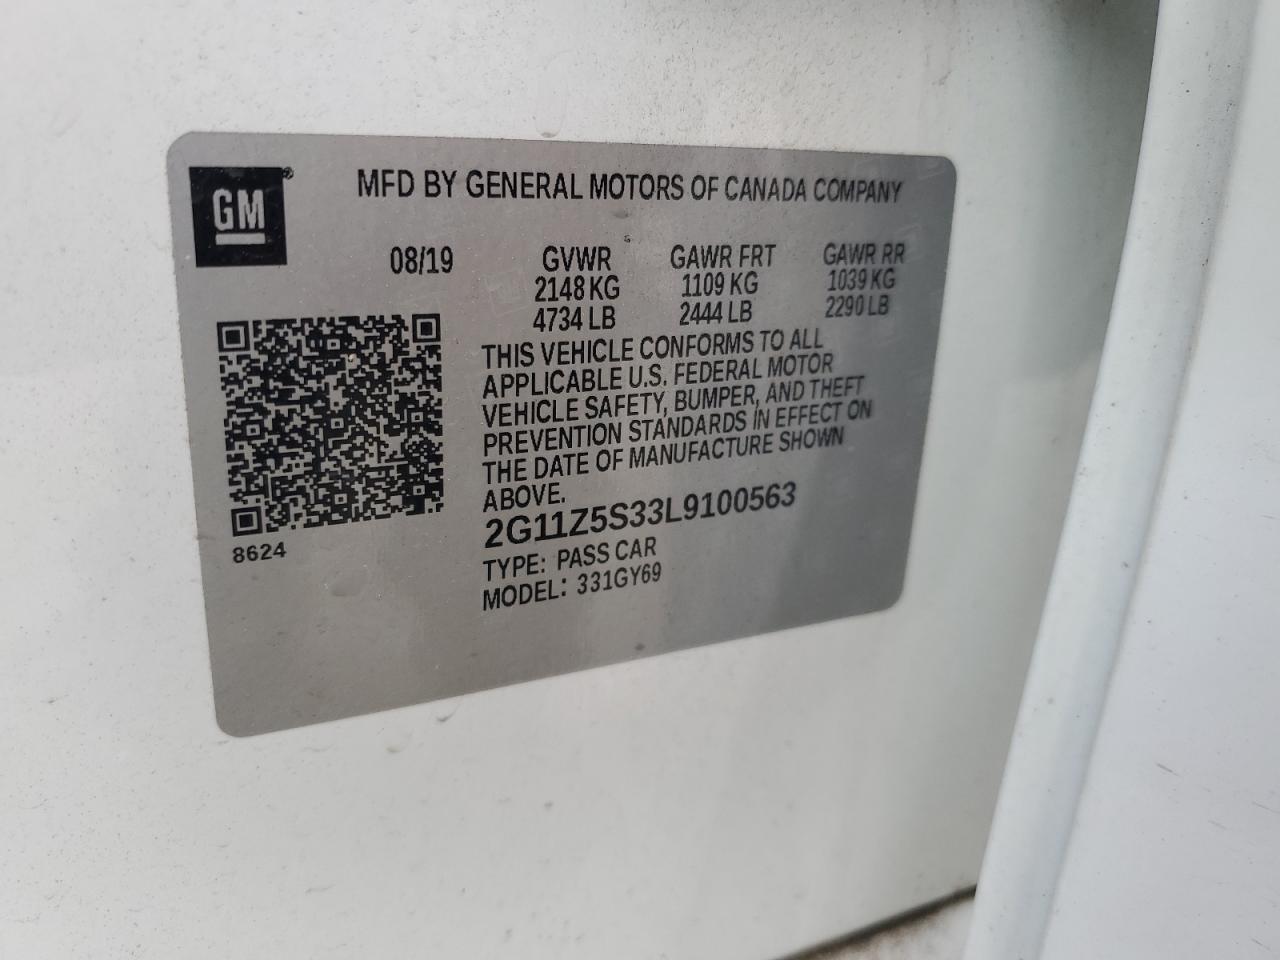 GM®
MFD BY GENERAL MOTORS OF CANADA COMPANY
08/19 GVWR GAWR FRT GAWR RR
2148 KG 1109 KG 1039 KG
4734 LB 2444 LB 2290 LB
THIS VEHICLE CONFORMS TO ALL
APPLICABLE U.S. FEDERAL MOTOR
VEHICLE SAFETY, BUMPER, AND THEFT
PREVENTION STANDARDS IN EFFECT ON
THE DATE OF MANUFACTURE SHOWN
ABOVE.
2G11Z5S33L9100563
8624
TYPE: PASS CAR
MODEL: 331GY69